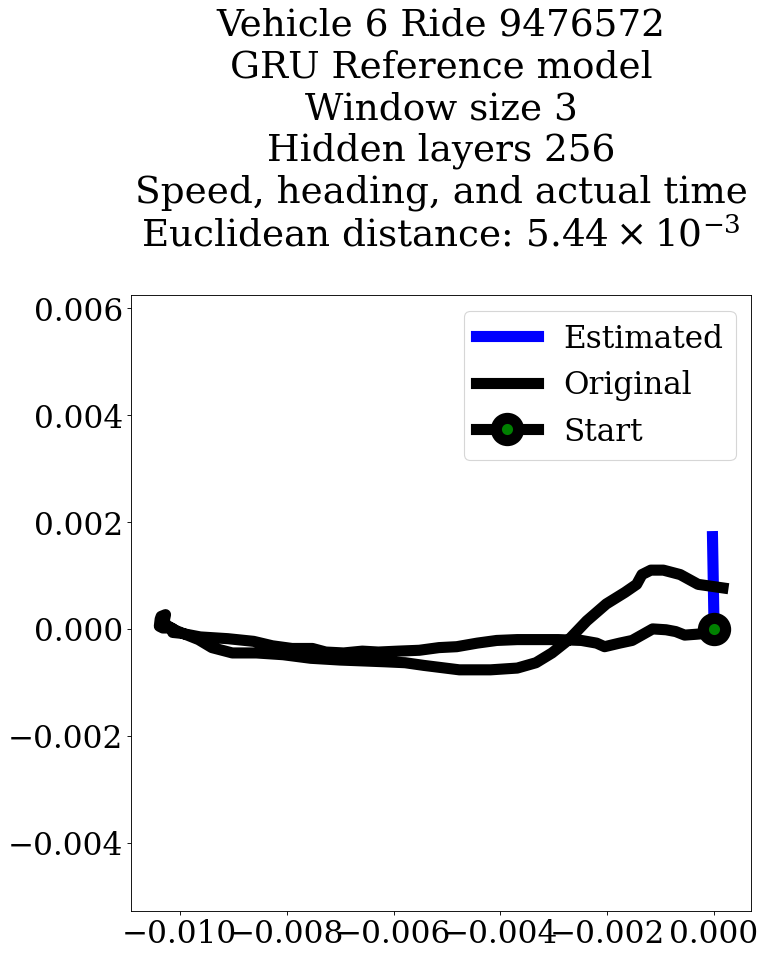 Vehicle 6 Ride 9476572
GRU Reference model
Window size 3
Hidden layers 256
Speed, heading, and actual time
Euclidean distance: 5.44 × 10⁻³
0.006
0.004
0.002
0.000
−0.002
−0.004
Estimated
Original
Start
−0.010 −0.008 −0.006 −0.004 −0.002 0.000